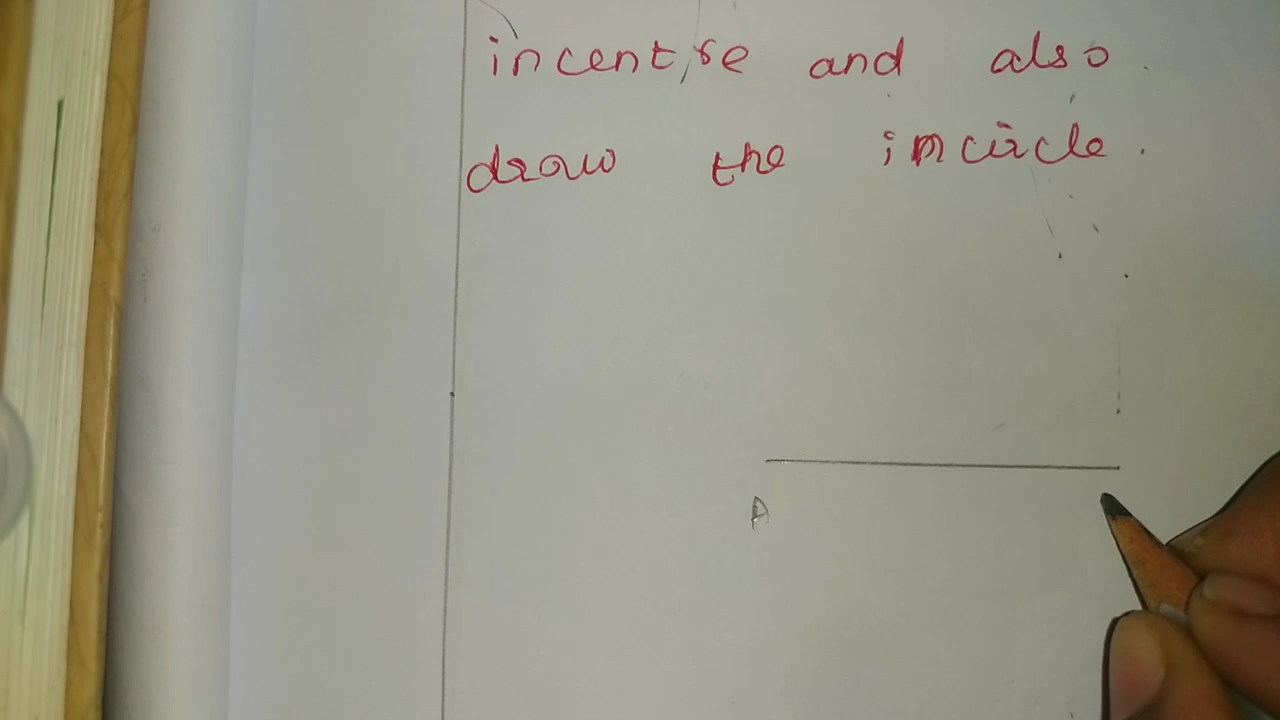 incentre and also
draw the incircle.
A